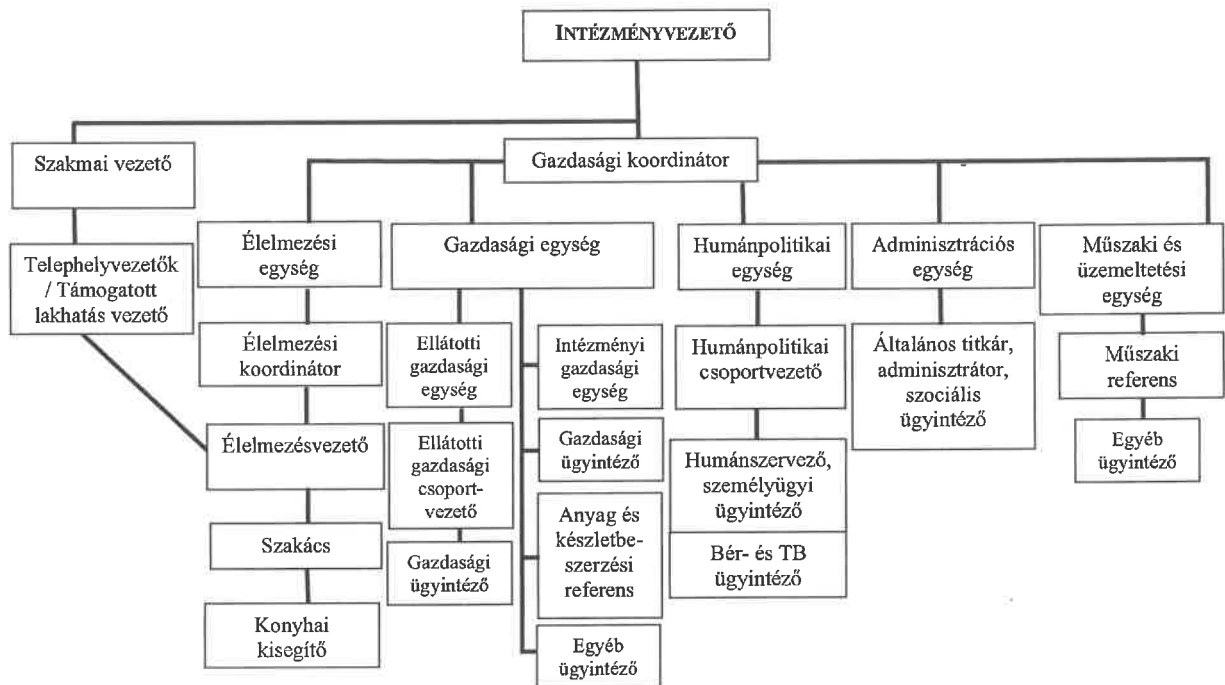 INTÉZMÉNYVEZETŐ
Szakmai vezető
Gazdasági koordinátor
Telephelyvezetők
/ Támogatott
lakhatás vezető
Élelmezési
egység
Élelmezési
koordinátor
Élelmezésvezető
Szakács
Konyhai
kisegítő
Gazdasági egység
Ellátotti
gazdasági
egység
Ellátotti
gazdasági
csoport-
vezető
Gazdasági
ügyintéző
Intézményi
gazdasági
egység
Gazdasági
ügyintéző
Anyag és
készletbe-
szerzési
referens
Egyéb
ügyintéző
Humánpolitikai
egység
Humánpolitikai
csoportvezető
Humánszervező,
személyügyi
ügyintéző
Bér- és TB
ügyintéző
Adminisztrációs
egység
Általános titkár,
adminisztrátor,
szociális
ügyintéző
Műszaki és
üzemeltetési
egység
Műszaki
referens
Egyéb
ügyintéző